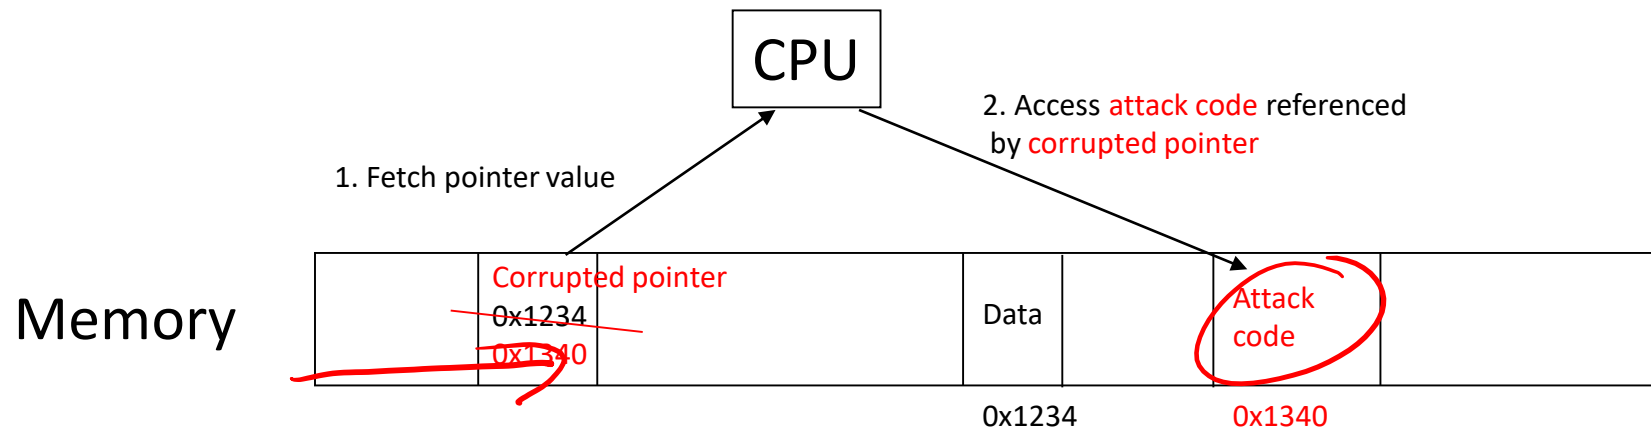 CPU
2. Access attack code referenced
by corrupted pointer
1. Fetch pointer value
Memory
Corrupted pointer
0x1234
0x1340
Data
Attack
code
0x1234
0x1340